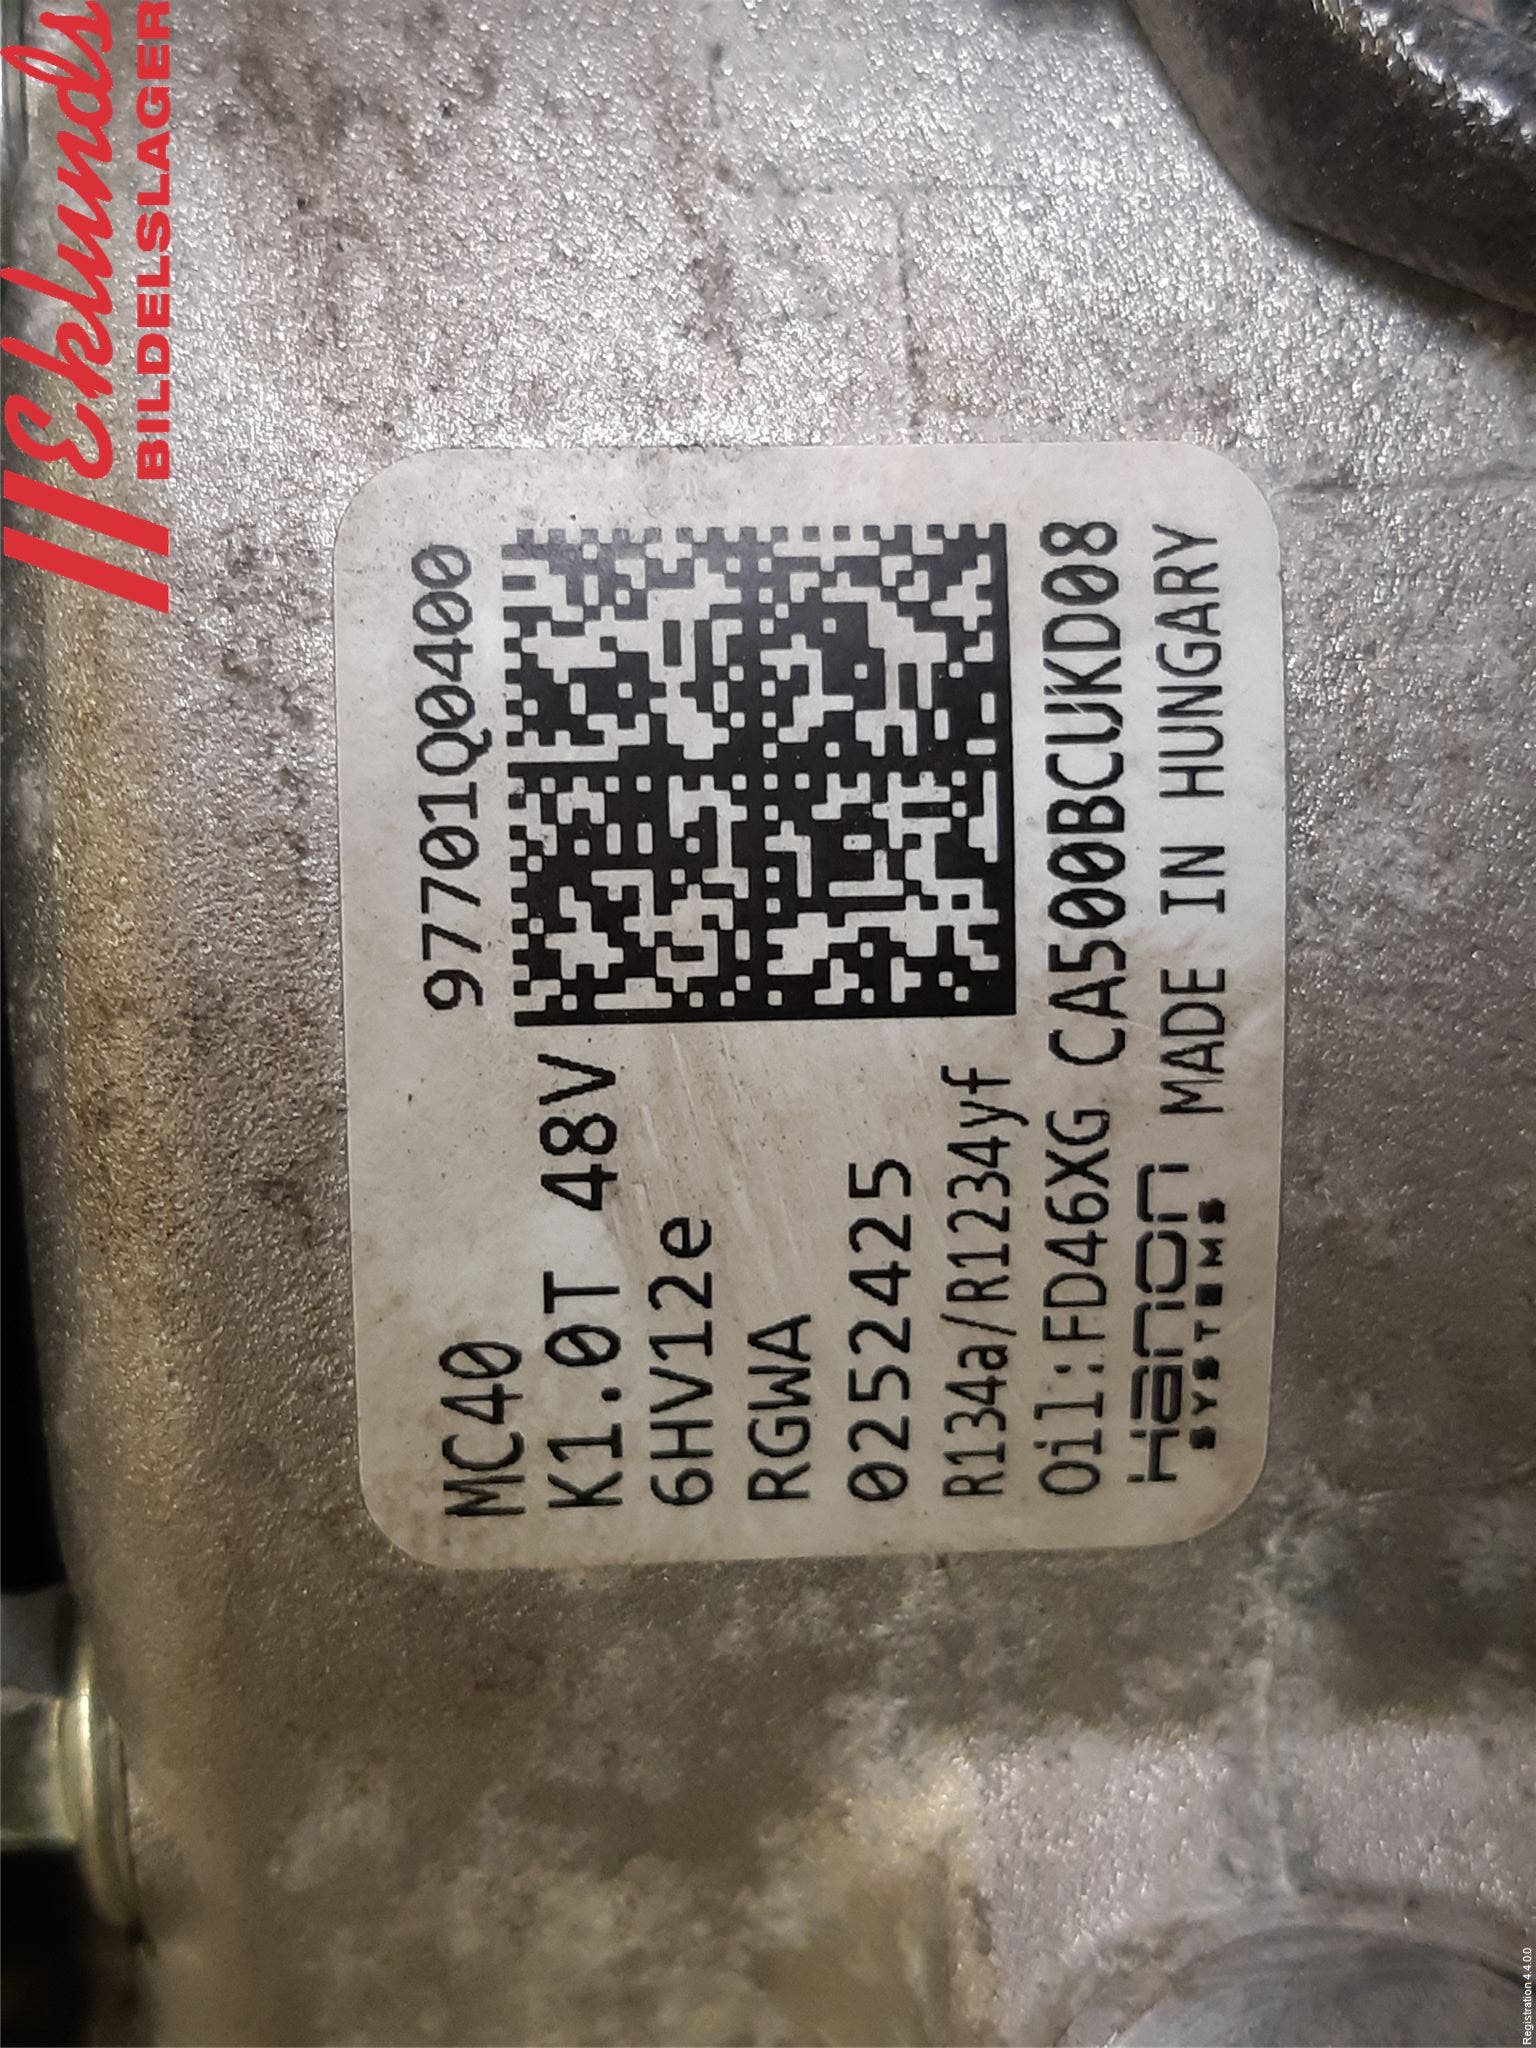 Eklunds
BILDELSLAGER
97701Q0400
MC40
K1.0T 48V
6HV12e
RGWA
0252425
R134a/R1234yf
Oil:FD46XG CA500BCUKD08
Hanon MADE IN HUNGARY
SYSTEMS
Registration 4.4.0.0